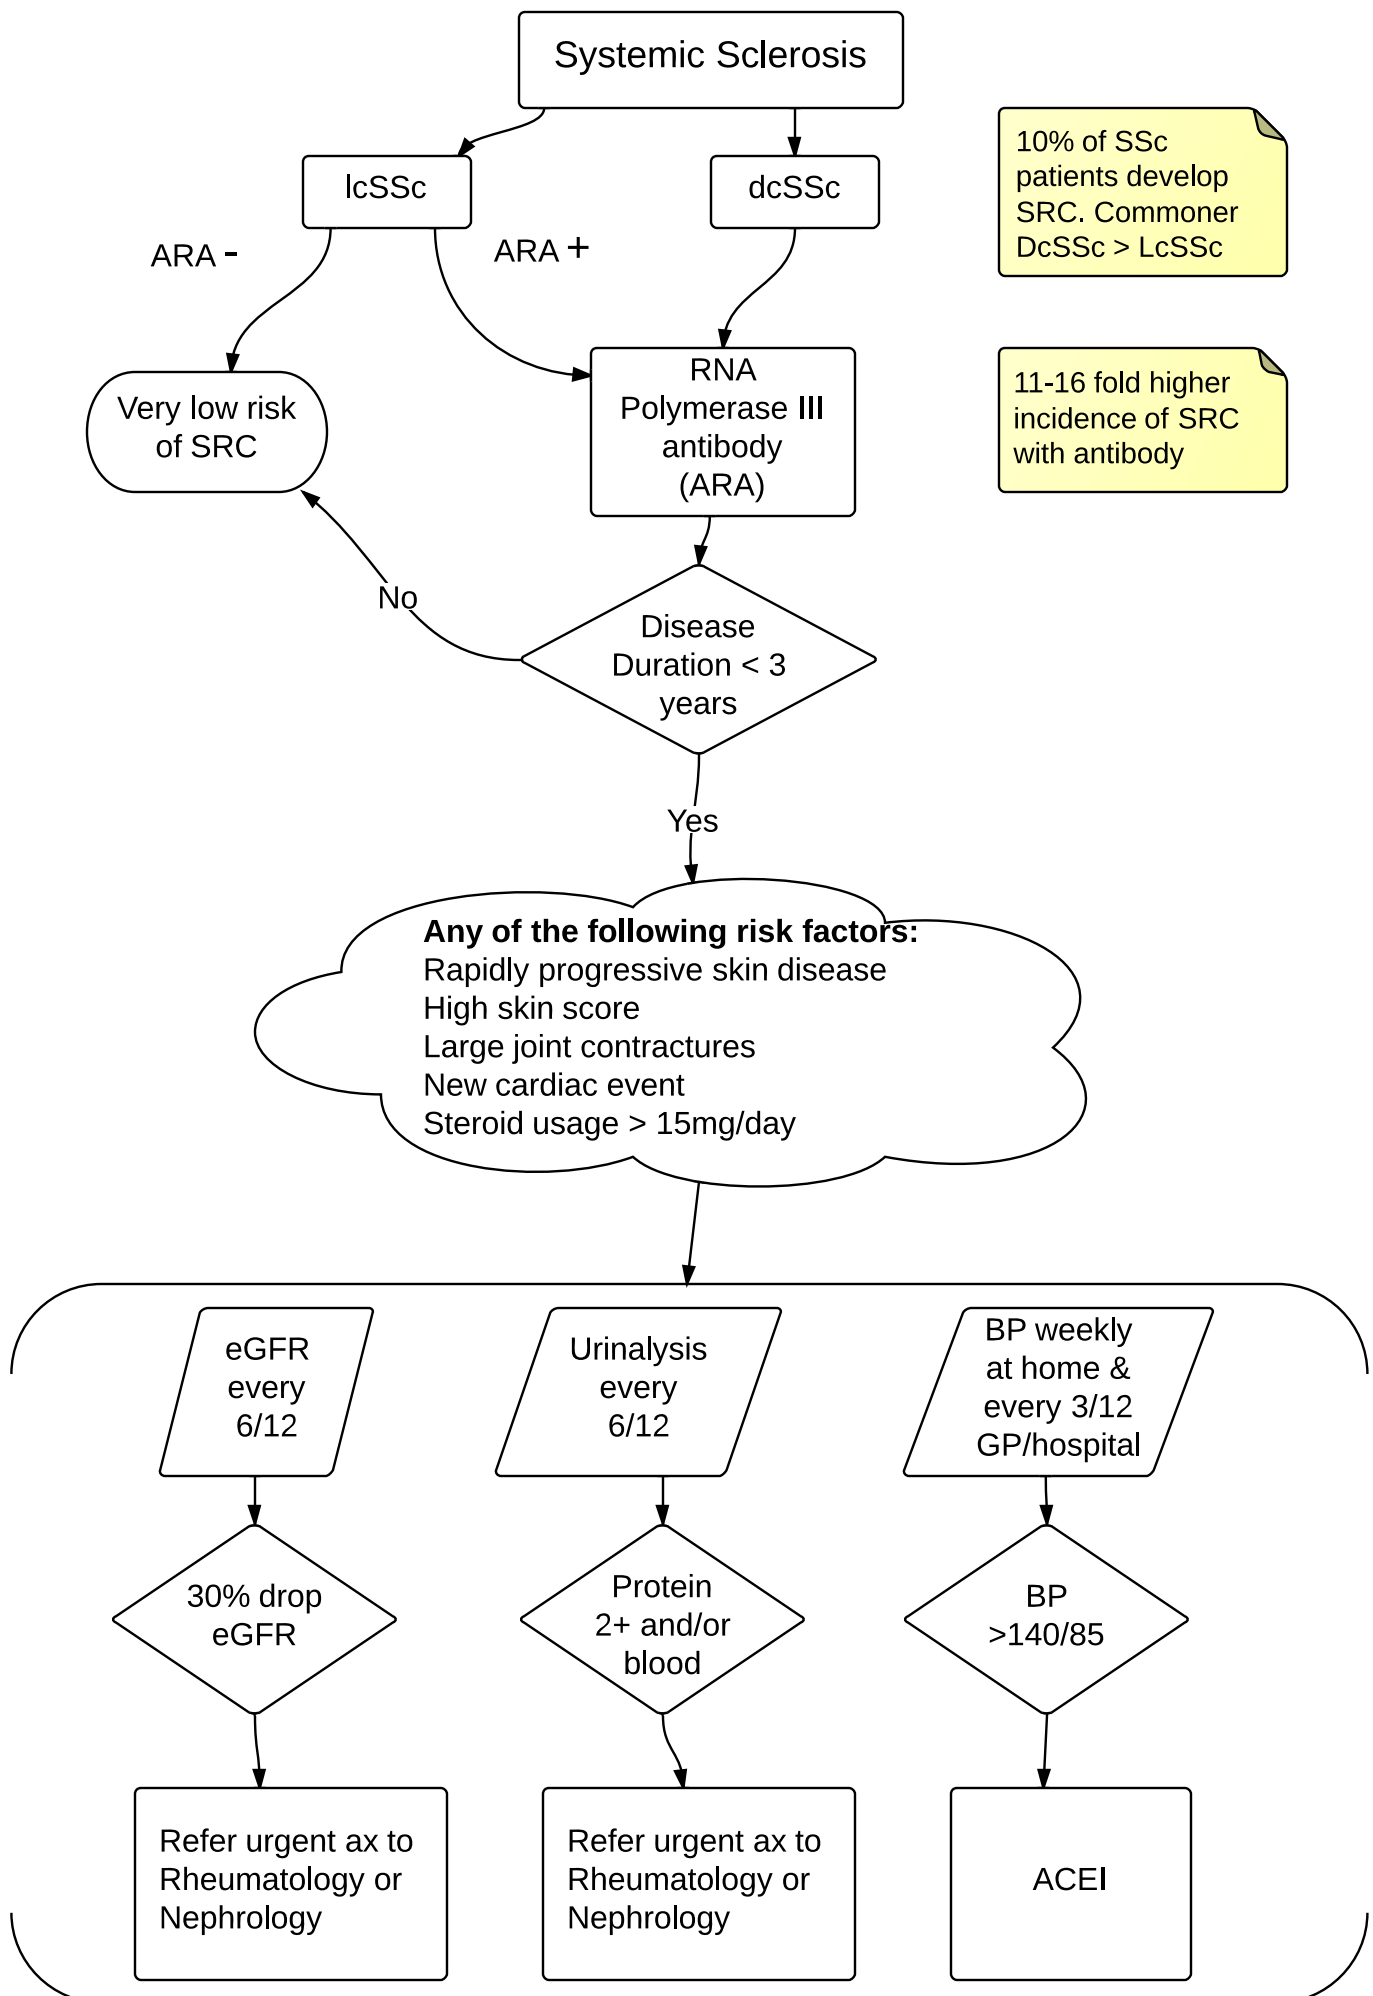 Systemic Sclerosis
lcSSc
dcSSc
10% of SSc
patients develop
SRC. Commoner
DcSSc > LcSSc
ARA -
ARA +
Very low risk
of SRC
RNA
Polymerase III
antibody
(ARA)
11-16 fold higher
incidence of SRC
with antibody
No
Disease
Duration < 3
years
Yes
Any of the following risk factors:
Rapidly progressive skin disease
High skin score
Large joint contractures
New cardiac event
Steroid usage > 15mg/day
eGFR
every
6/12
Urinalysis
every
6/12
BP weekly
at home &
every 3/12
GP/hospital
30% drop
eGFR
Protein
2+ and/or
blood
BP
>140/85
Refer urgent ax to
Rheumatology or
Nephrology
Refer urgent ax to
Rheumatology or
Nephrology
ACEI